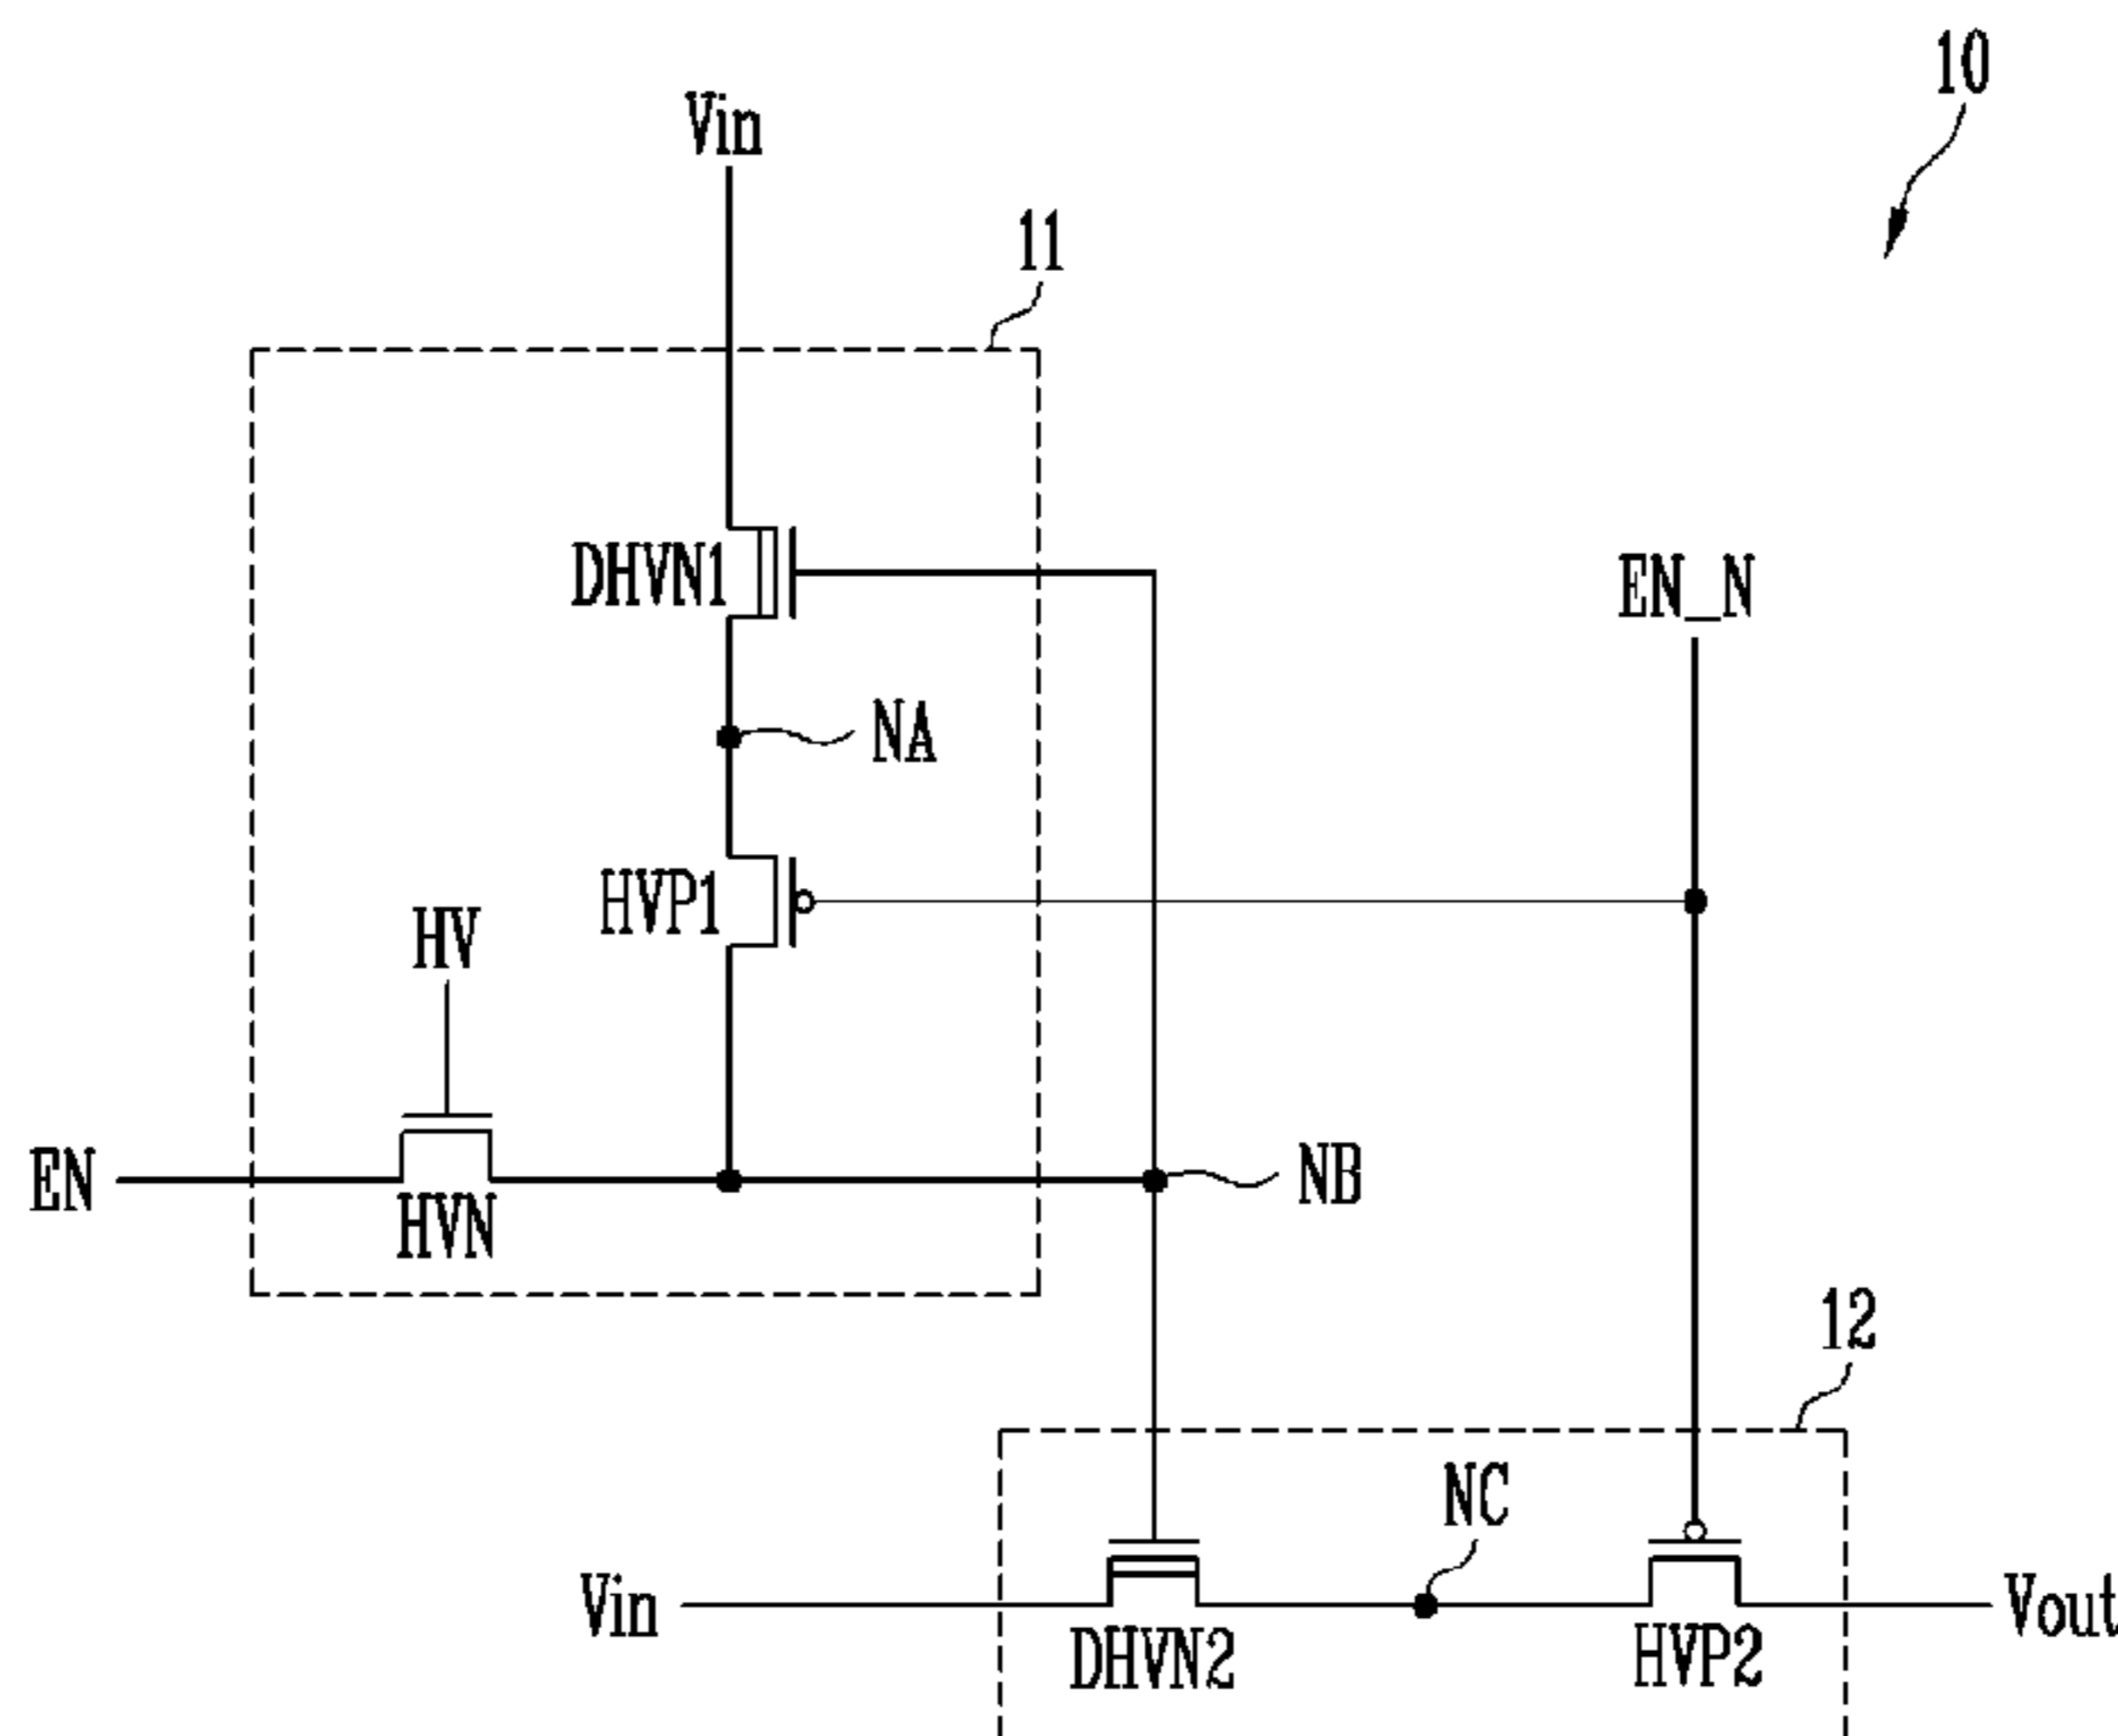 10
Vin
11
DHVN1
EN_N
NA
HVP1
HV
EN
HVN
NB
12
NC
Vin
DHVN2
HVP2
Vout